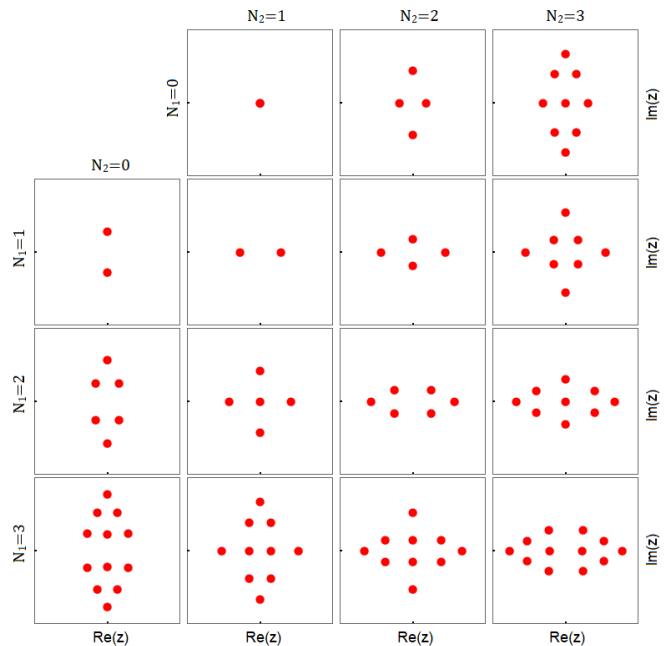 N₂=1 N₂=2 N₂=3
N₁=0
Im(z)
N₂=0
N₁=1
Im(z)
N₁=2
Im(z)
N₁=3
Im(z)
Re(z) Re(z) Re(z) Re(z)